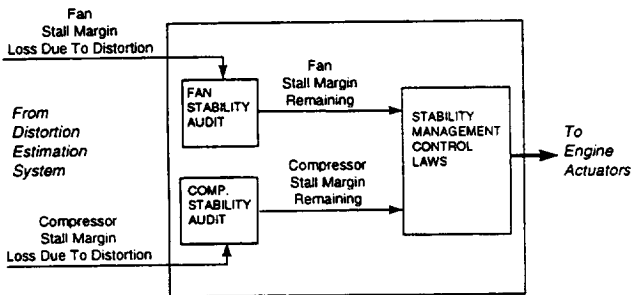 Fan
Stall Margin
Loss Due To Distortion
Fan
Stall Margin
Remaining
FAN
STABILITY
AUDIT
From
Distortion
Estimation
System
STABILITY
MANAGEMENT
CONTROL
LAWS
To
Engine
Actuators
Compressor
Stall Margin
Remaining
COMP.
STABILITY
AUDIT
Compressor
Stall Margin
Loss Due To Distortion